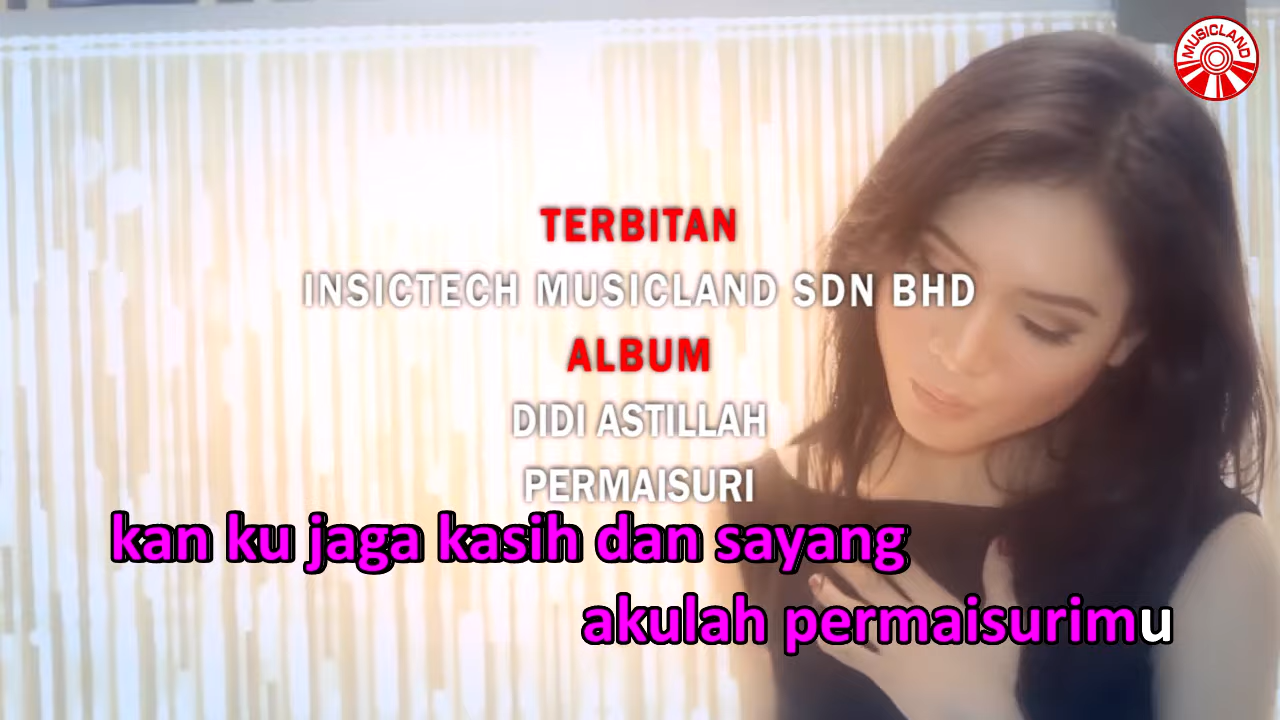 MUSICLAND
TERBITAN
INSICTECH MUSICLAND SDN BHD
ALBUM
DIDI ASTILLAH
PERMAISURI
kan ku jaga kasih dan sayang
akulah permaisurimu